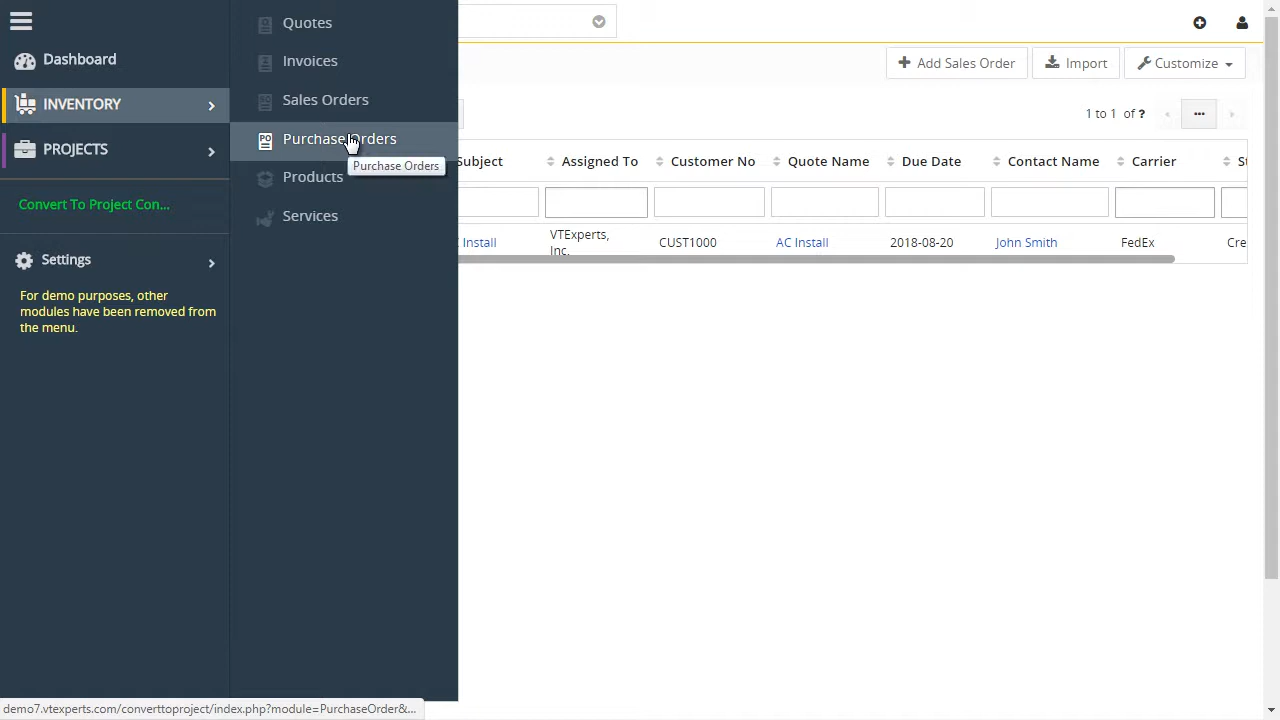 Dashboard
INVENTORY
PROJECTS
Convert To Project Con...
Settings
For demo purposes, other
modules have been removed from
the menu.
Quotes
Invoices
Sales Orders
PO Purchase Orders
Purchase Orders
Products
Services
Add Sales Order
Import
Customize
1 to 1 of ?
Subject Assigned To Customer No Quote Name Due Date Contact Name Carrier St
Install VTExperts, Inc. CUST1000 AC Install 2018-08-20 John Smith FedEx Cre
demo7.vtexperts.com/converttoproject/index.php?module=PurchaseOrder&...